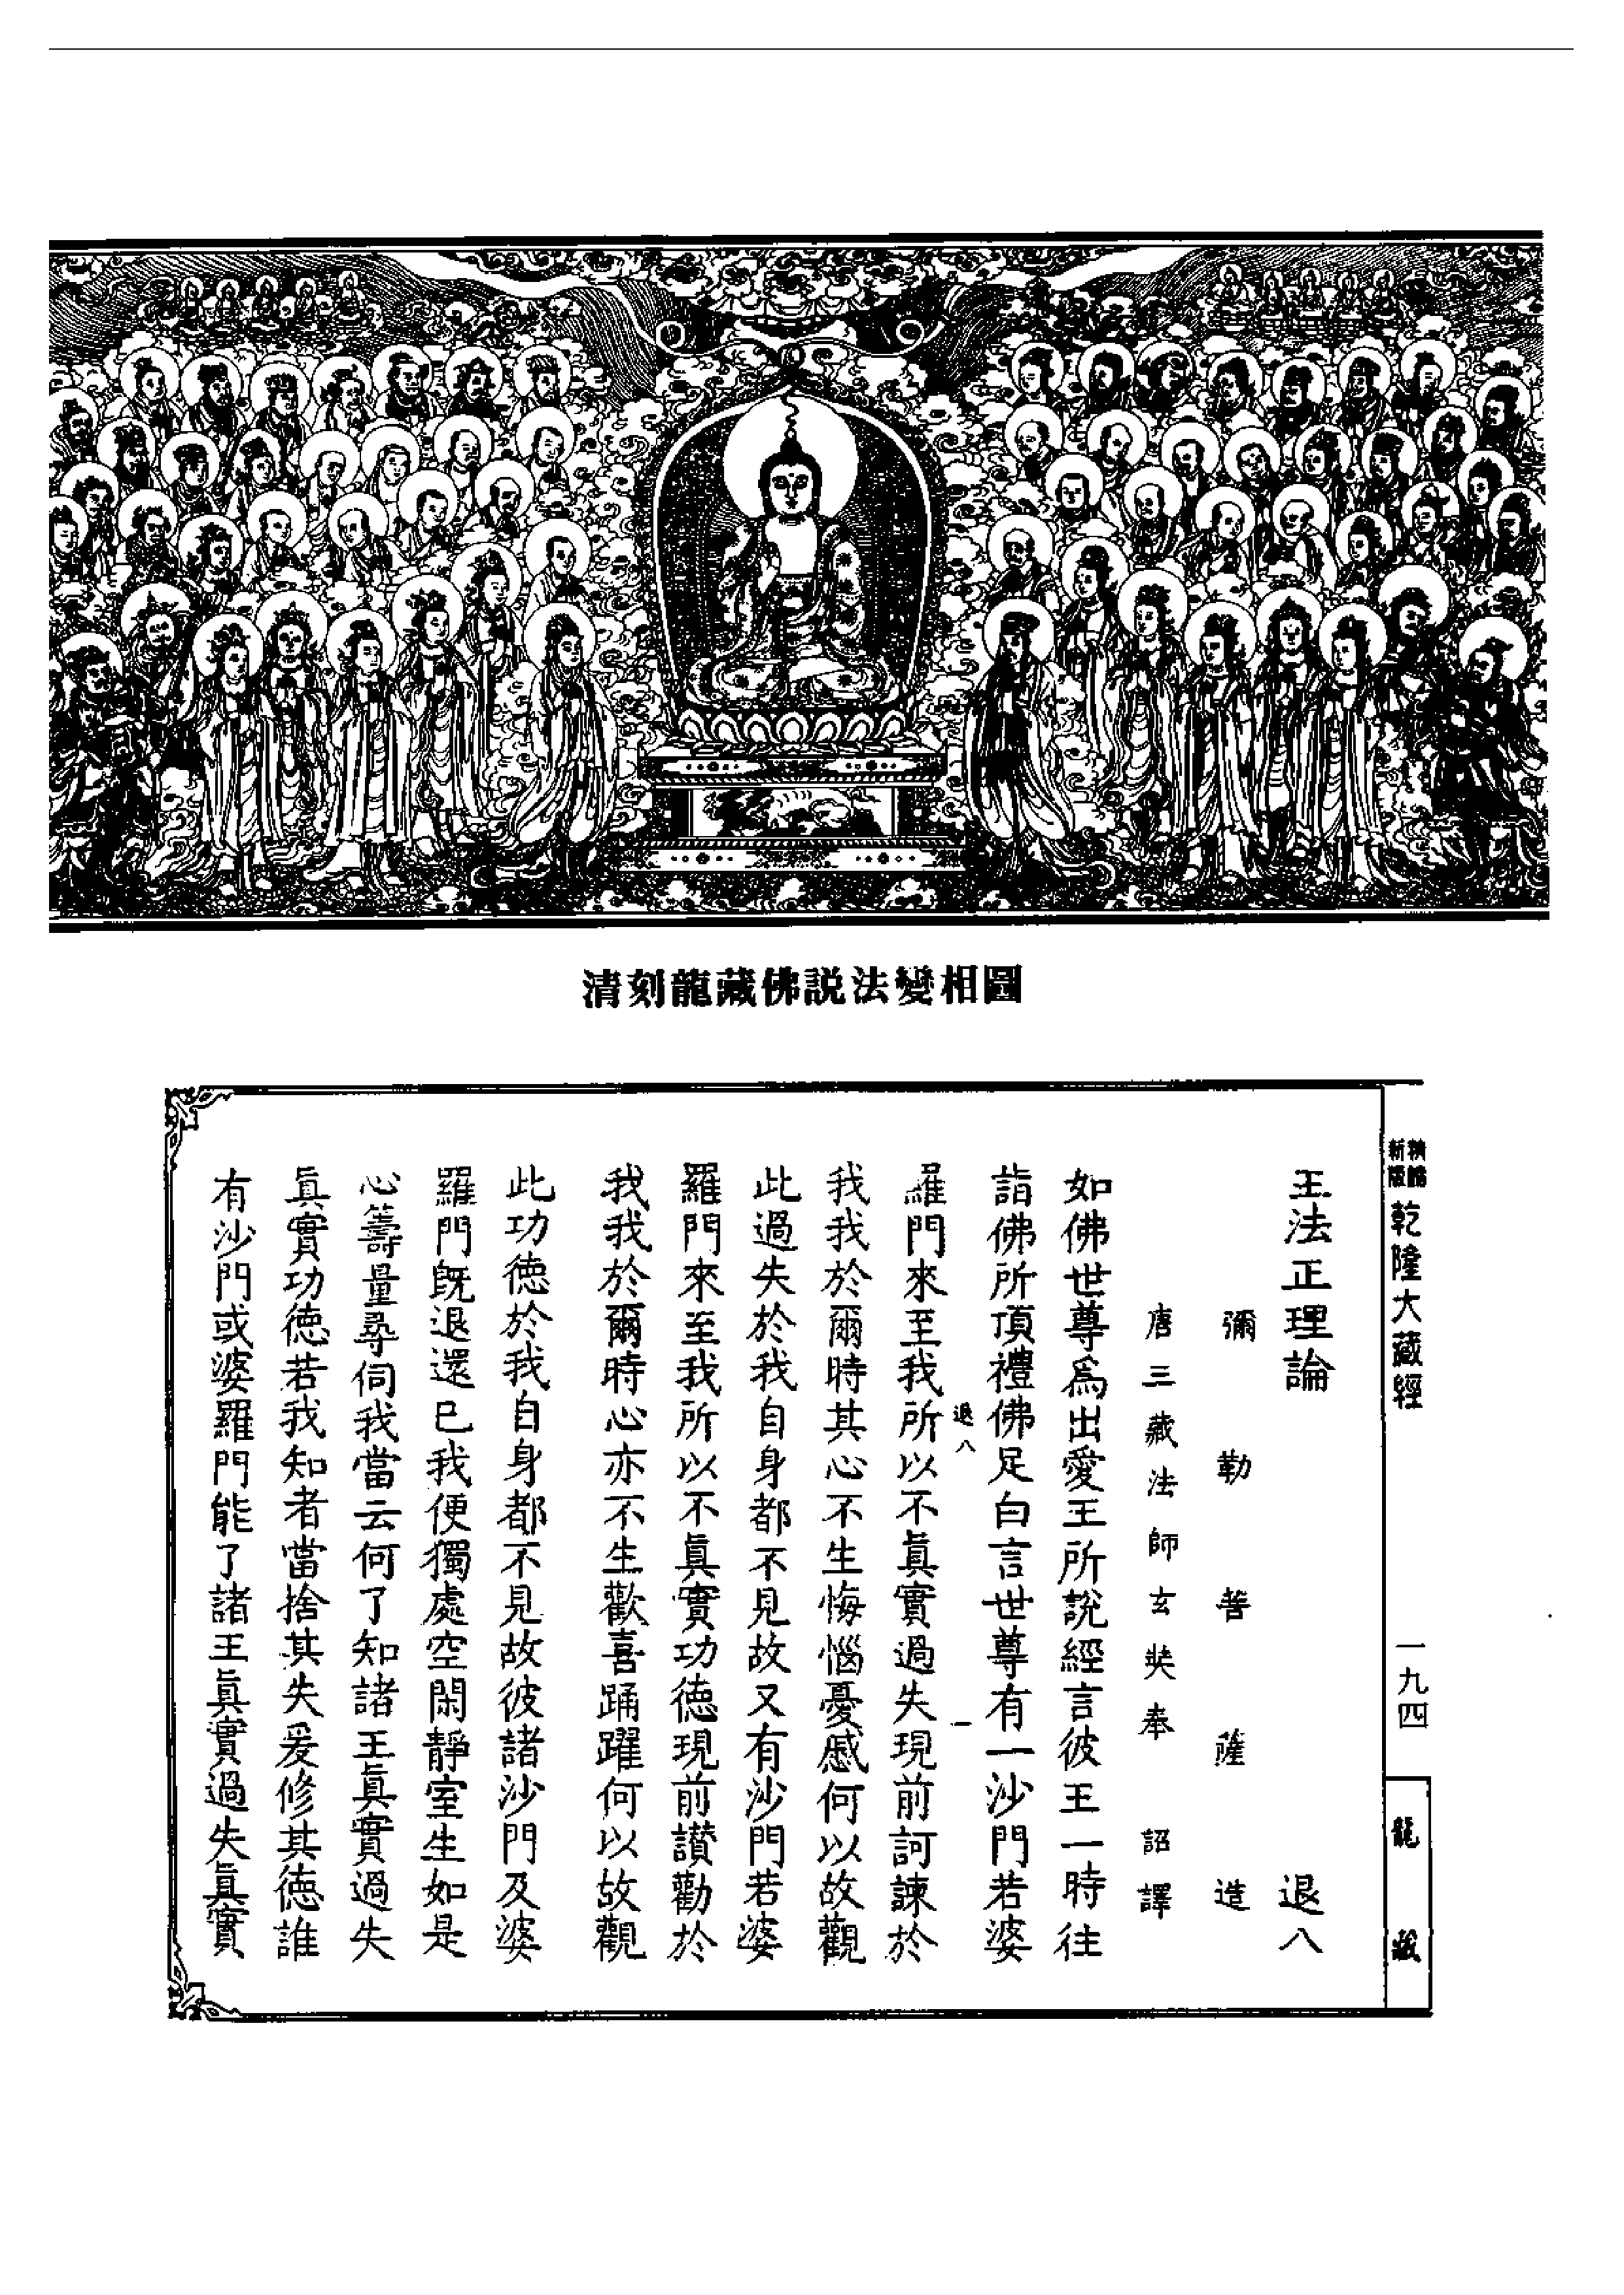 清刻龍藏佛説法變相圖
新版
乾隆大藏經
一九四
龍藏
王法正理論 退八
彌勒菩薩造
唐三藏法師玄奘奉詔譯
如佛世尊爲出愛王所說經言彼王一時往
詣佛所頂禮佛足白言世尊有一沙門若婆
退八 一
羅門來至我所以不眞實過失現前訶諫於
我我於爾時其心不生悔惱憂慼何以故觀
此過失於我自身都不見故又有沙門若婆
羅門來至我所以不眞實功德現前讃勸於
我我於爾時心亦不生歡喜踊躍何以故觀
此功德於我自身都不見故彼諸沙門及婆
羅門旣退還已我便獨處空閑靜室生如是
心籌量尋伺我當云何了知諸王眞實過失
眞實功德若我知者當捨其失爰修其德誰
有沙門或婆羅門能了諸王眞實過失眞實